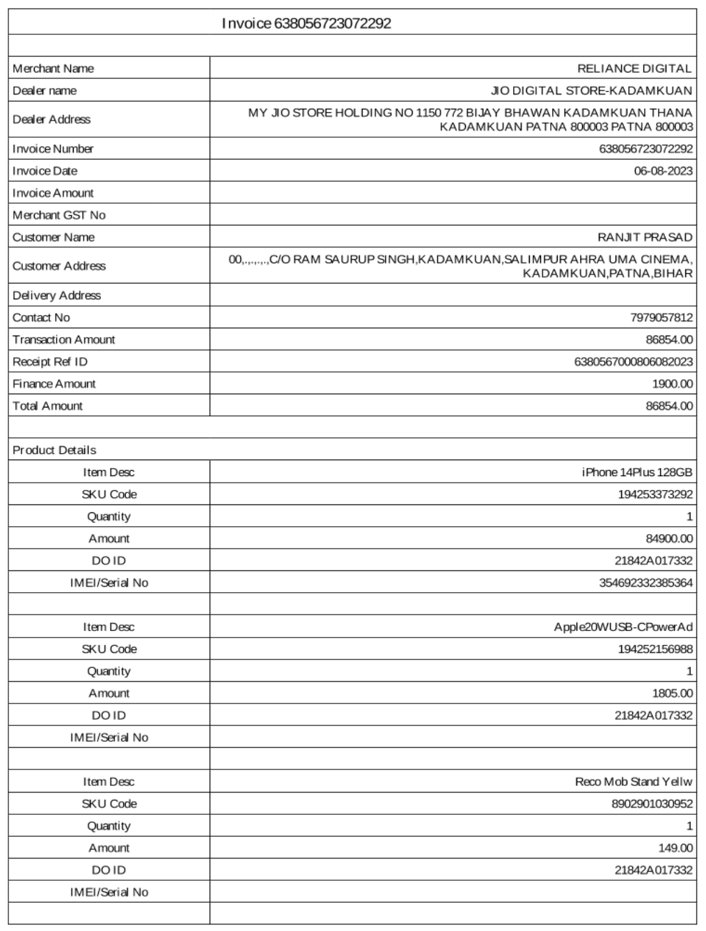 Invoice 638056723072292
Merchant Name RELIANCE DIGITAL
Dealer name JIO DIGITAL STORE-KADAMKUAN
Dealer Address MY JIO STORE HOLDING NO 1150 772 BIJAY BHAWAN KADAMKUAN THANA
KADAMKUAN PATNA 800003 PATNA 800003
Invoice Number 638056723072292
Invoice Date 06-08-2023
Invoice Amount
Merchant GST No
Customer Name RANJIT PRASAD
Customer Address 00,.,.,.,.,C/O RAM SAURUP SINGH,KADAMKUAN,SALIMPUR AHRA UMA CINEMA,
KADAMKUAN,PATNA,BIHAR
Delivery Address
Contact No 7979057812
Transaction Amount 86854.00
Receipt Ref ID 6380567000806082023
Finance Amount 1900.00
Total Amount 86854.00
Product Details
Item Desc iPhone 14Plus 128GB
SKU Code 194253373292
Quantity 1
Amount 84900.00
DO ID 21842A017332
IMEI/Serial No 354692332385364
Item Desc Apple20WUSB-CPowerAd
SKU Code 194252156988
Quantity 1
Amount 1805.00
DO ID 21842A017332
IMEI/Serial No
Item Desc Reco Mob Stand Yellw
SKU Code 8902901030952
Quantity 1
Amount 149.00
DO ID 21842A017332
IMEI/Serial No